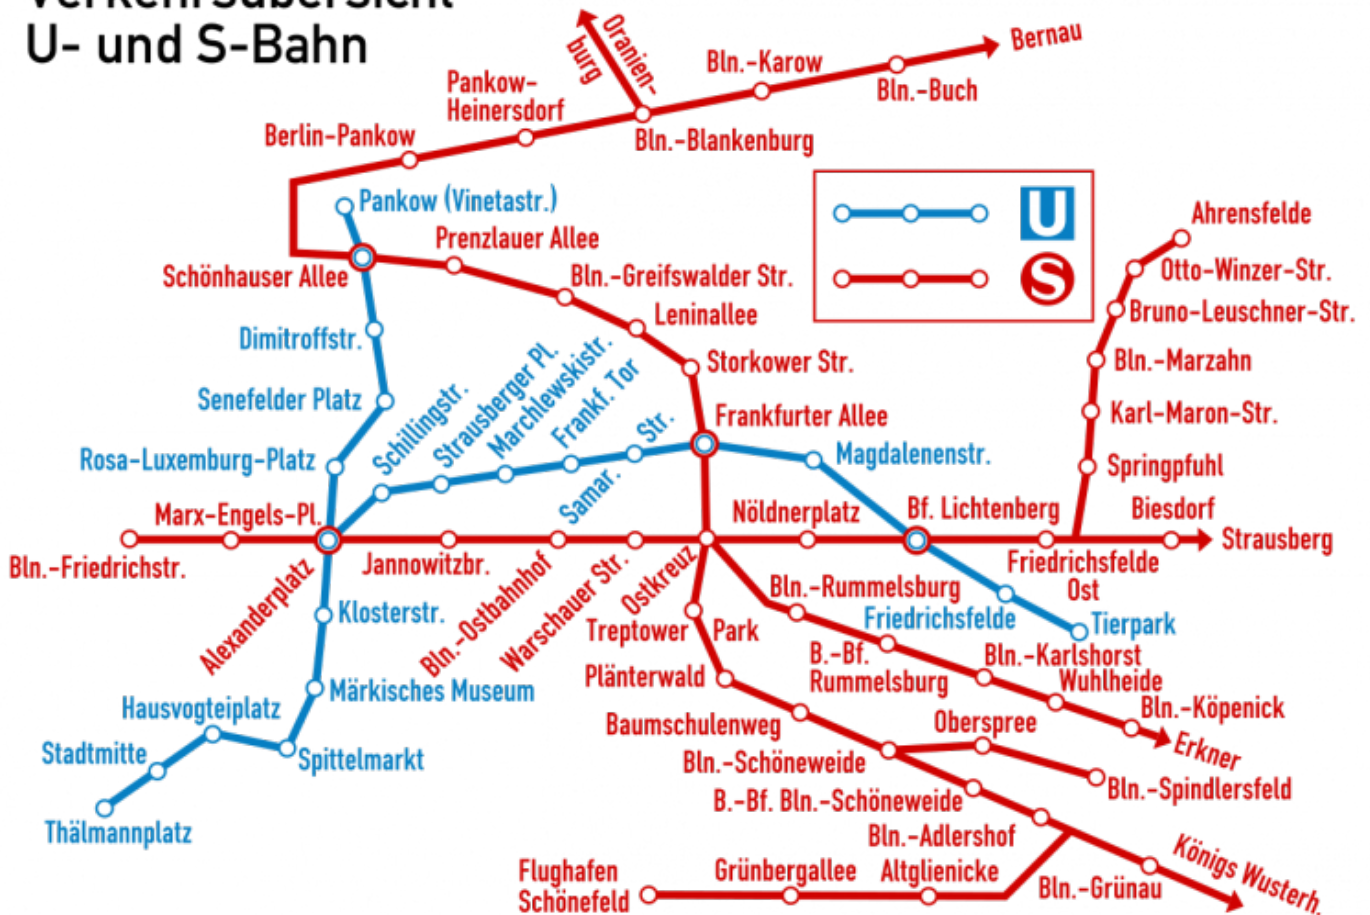 Verkehrsübersicht
U- und S-Bahn
Oranien-
burg
Bernau
Bln.-Karow
Bln.-Buch
Pankow-
Heinersdorf
Bln.-Blankenburg
Berlin-Pankow
Pankow (Vinetastr.)
U
S
Ahrensfelde
Otto-Winzer-Str.
Bruno-Leuschner-Str.
Bln.-Marzahn
Karl-Maron-Str.
Springpfuhl
Prenzlauer Allee
Schönhauser Allee
Bln.-Greifswalder Str.
Leninallee
Storkower Str.
Frankfurter Allee
Dimitroffstr.
Senefelder Platz
Rosa-Luxemburg-Platz
Schillingstr.
Strausberger Pl.
Marchlewskistr.
Frankf. Tor
Samar. Str.
Magdalenenstr.
Marx-Engels-Pl.
Bln.-Friedrichstr.
Alexanderplatz
Jannowitzbr.
Bln.-Ostbahnhof
Warschauer Str.
Ostkreuz
Nöldnerplatz
Bf. Lichtenberg
Friedrichsfelde
Ost
Biesdorf
Strausberg
Klosterstr.
Märkisches Museum
Hausvogteiplatz
Spittelmarkt
Stadtmitte
Thälmannplatz
Friedrichsfelde
Tierpark
Bln.-Rummelsburg
B.-Bf.
Rummelsburg
Bln.-Karlshorst
Wuhlheide
Bln.-Köpenick
Erkner
Treptower Park
Plänterwald
Baumschulenweg
Bln.-Schöneweide
Oberspree
Bln.-Spindlersfeld
B.-Bf. Bln.-Schöneweide
Bln.-Adlershof
Königs Wusterh.
Bln.-Grünau
Altglienicke
Grünbergallee
Flughafen
Schönefeld